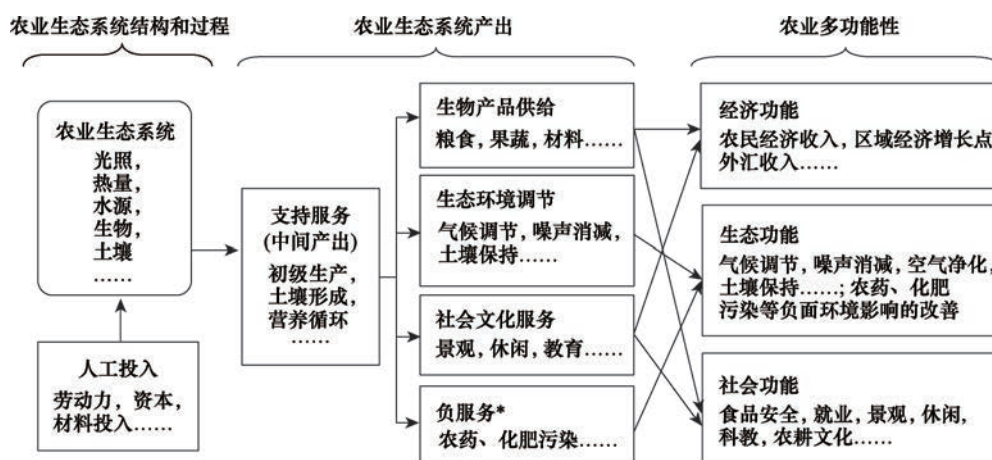 农业生态系统结构和过程
农业生态系统产出
农业多功能性
农业生态系统
光照,
热量,
水源,
生物,
土壤
……
人工投入
劳动力, 资本,
材料投入……
支持服务
(中间产出)
初级生产,
土壤形成,
营养循环
……
生物产品供给
粮食, 果蔬, 材料……
生态环境调节
气候调节, 噪声消减,
土壤保持……
社会文化服务
景观, 休闲, 教育……
负服务*
农药、化肥污染……
经济功能
农民经济收入, 区域经济增长点,
外汇收入……
生态功能
气候调节, 噪声消减, 空气净化,
土壤保持……; 农药、化肥
污染等负面环境影响的改善
社会功能
食品安全, 就业, 景观, 休闲,
科教, 农耕文化……